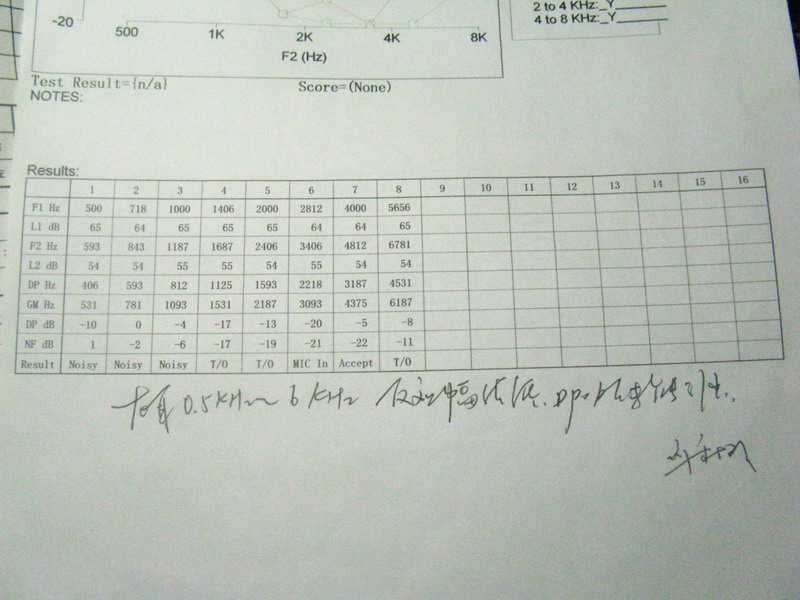 2 to 4 KHz:_Y
4 to 8 KHz:_Y
-20
500 1K 2K 4K 8K
F2 (Hz)
Test Result={n/a} Score=(None)
NOTES:
Results:
1 2 3 4 5 6 7 8 9 10 11 12 13 14 15 16
F1 Hz 500 718 1000 1406 2000 2812 4000 5656
L1 dB 65 64 65 65 65 64 64 65
F2 Hz 593 843 1187 1687 2406 3406 4812 6781
L2 dB 54 54 55 55 54 55 54 54
DP Hz 406 593 812 1125 1593 2218 3187 4531
GM Hz 531 781 1093 1531 2187 3093 4375 6187
DP dB -10 0 -4 -17 -13 -20 -5 -8
NF dB 1 -2 -6 -17 -19 -21 -22 -11
Result Noisy Noisy Noisy T/O T/O MIC In Accept T/O
0.5KHz~6KHz 幅 DP